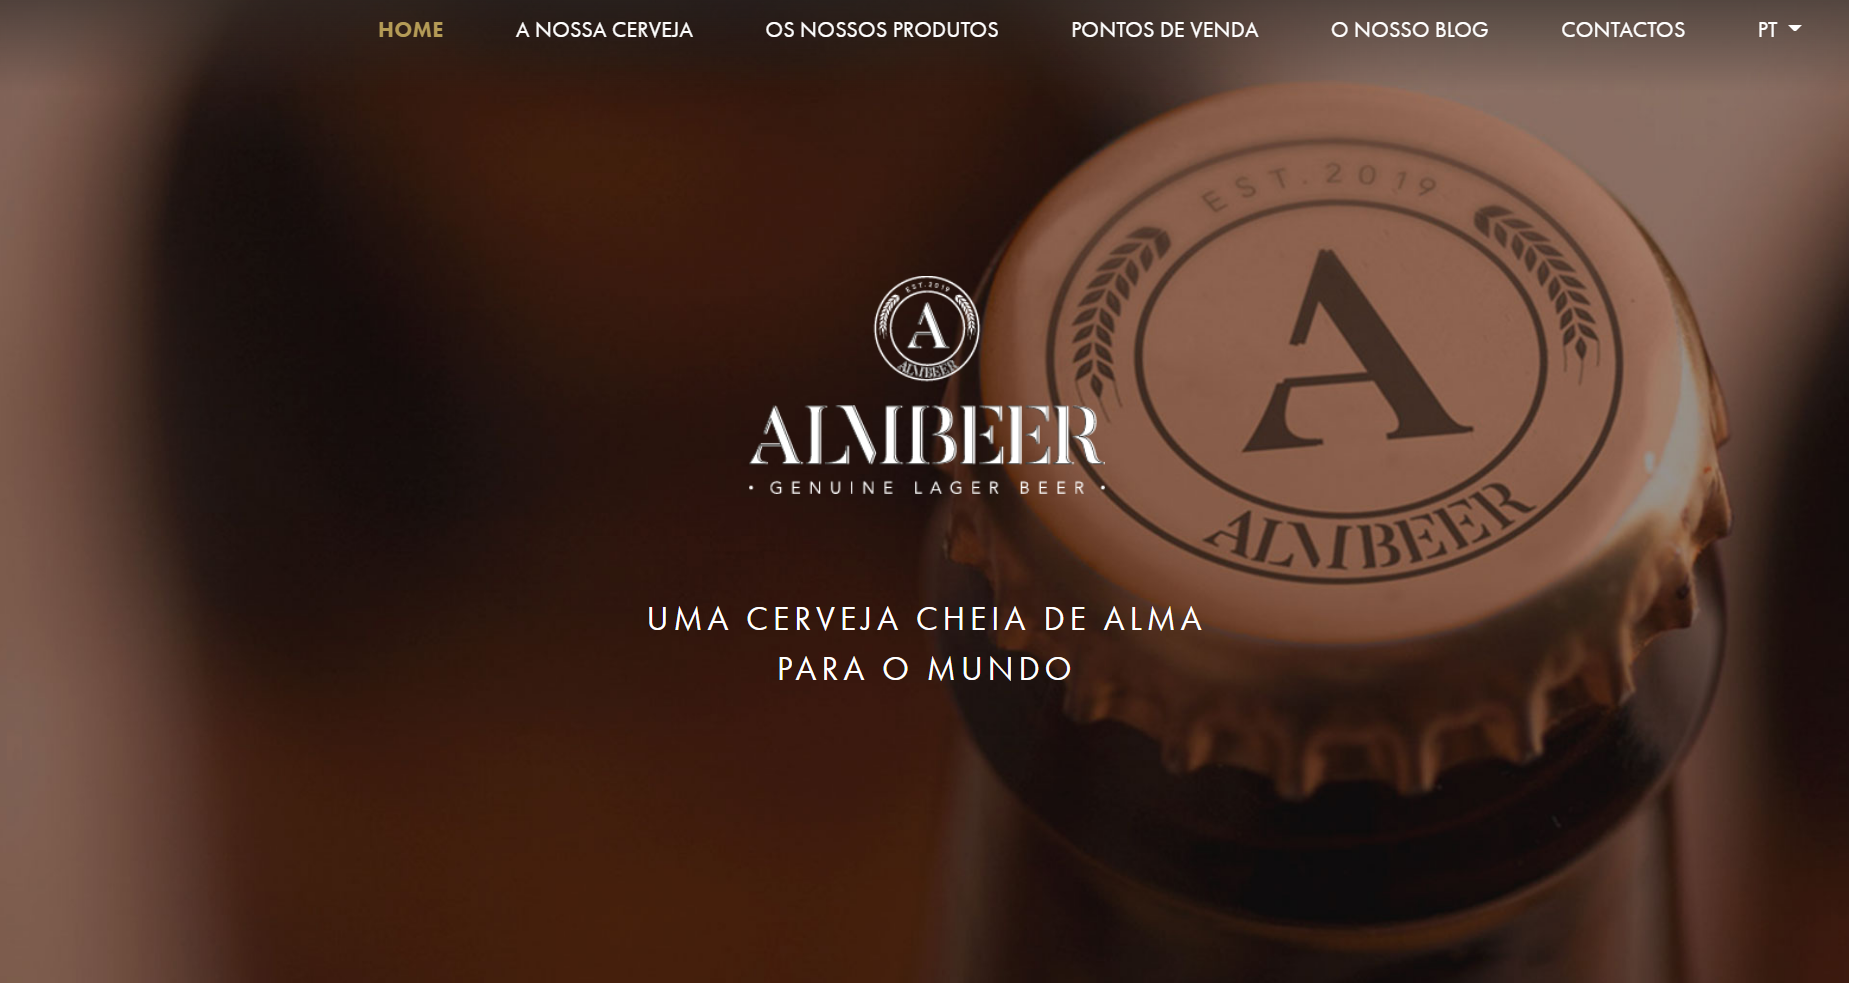 HOME
A NOSSA CERVEJA
OS NOSSOS PRODUTOS
PONTOS DE VENDA
O NOSSO BLOG
CONTACTOS
PT
EST.2019
A
ALMBEER
ALMBEER
• GENUINE LAGER BEER •
EST.2019
A
ALMBEER
UMA CERVEJA CHEIA DE ALMA
PARA O MUNDO